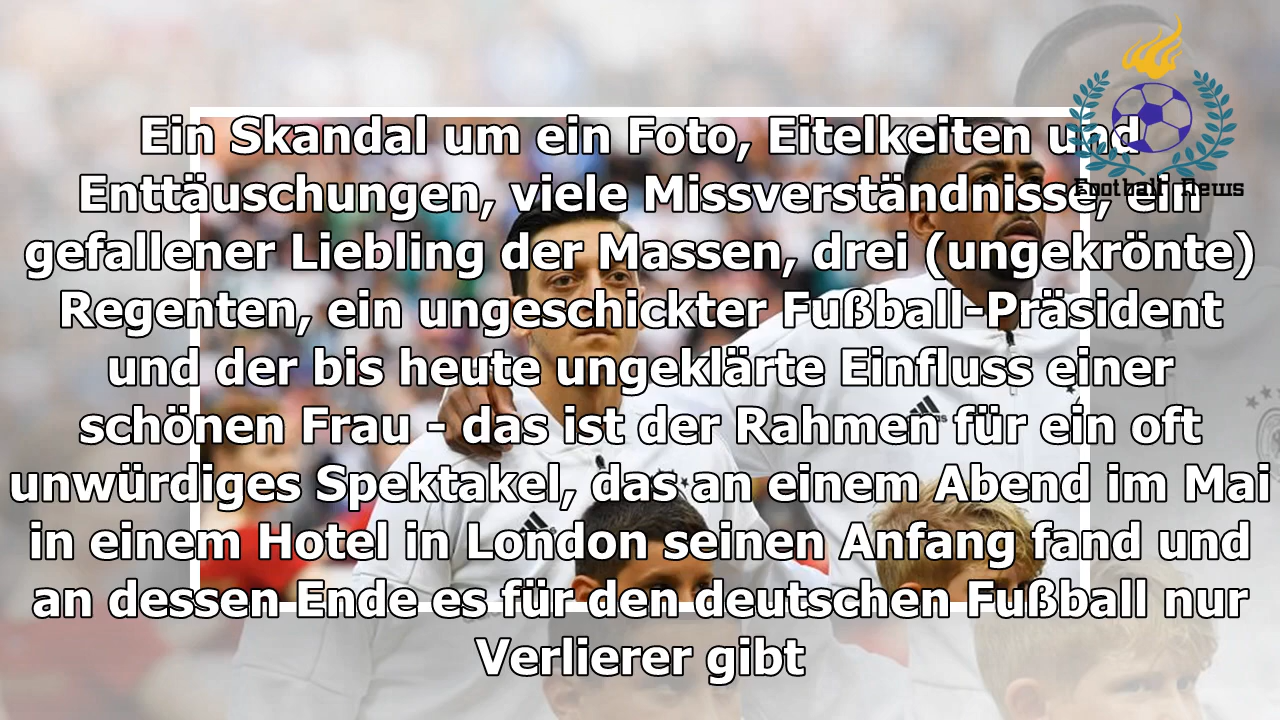 Ein Skandal um ein Foto, Eitelkeiten und
Enttäuschungen, viele Missverständnisse, ein
gefallener Liebling der Massen, drei (ungekrönte)
Regenten, ein ungeschickter Fußball-Präsident
und der bis heute ungeklärte Einfluss einer
schönen Frau - das ist der Rahmen für ein oft
unwürdiges Spektakel, das an einem Abend im Mai
in einem Hotel in London seinen Anfang fand und
an dessen Ende es für den deutschen Fußball nur
Verlierer gibt
Football News